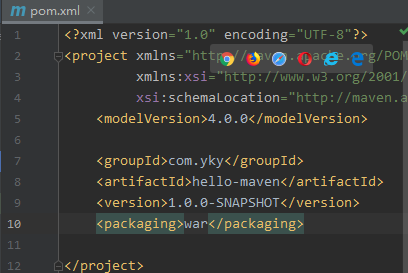 pom.xml
1 <?xml version="1.0" encoding="UTF-8"?>
2 <project xmlns="http://maven.apache.org/POM
3 xmlns:xsi="http://www.w3.org/2001/
4 xsi:schemaLocation="http://maven.a
5 <modelVersion>4.0.0</modelVersion>
6
7 <groupId>com.yky</groupId>
8 <artifactId>hello-maven</artifactId>
9 <version>1.0.0-SNAPSHOT</version>
10 <packaging>war</packaging>
11
12 </project>